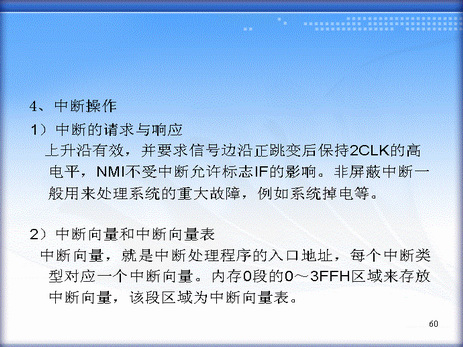 4、中断操作
1）中断的请求与响应
上升沿有效，并要求信号边沿正跳变后保持2CLK的高
电平，NMI不受中断允许标志IF的影响。非屏蔽中断一
般用来处理系统的重大故障，例如系统掉电等。
2）中断向量和中断向量表
中断向量，就是中断处理程序的入口地址，每个中断类
型对应一个中断向量。内存0段的0～3FFH区域来存放
中断向量，该段区域为中断向量表。
60